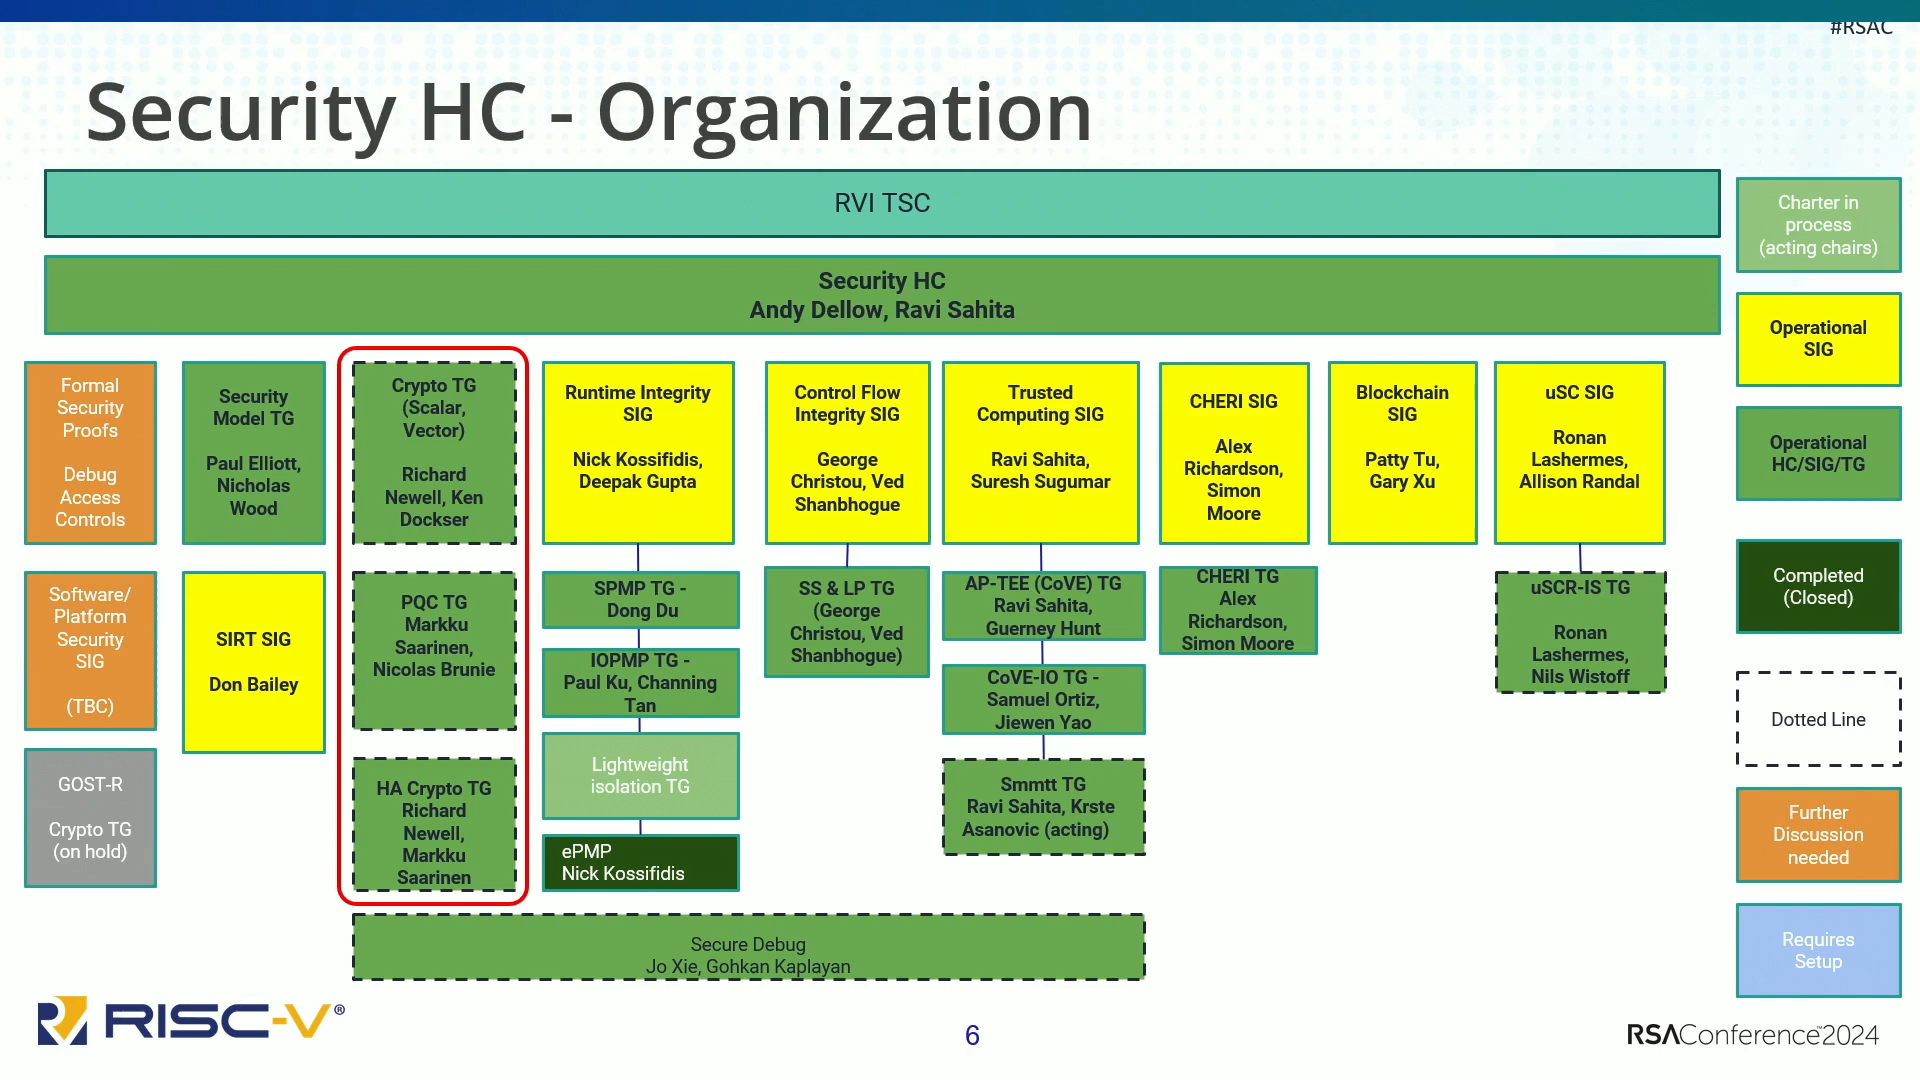 #RSAC
Security HC - Organization
RVI TSC
Security HC
Andy Dellow, Ravi Sahita
Formal
Security
Proofs
Debug
Access
Controls
Software/
Platform
Security
SIG
(TBC)
GOST-R
Crypto TG
(on hold)
Security
Model TG
Paul Elliott,
Nicholas
Wood
SIRT SIG
Don Bailey
Crypto TG
(Scalar,
Vector)
Richard
Newell, Ken
Dockser
PQC TG
Markku
Saarinen,
Nicolas Brunie
HA Crypto TG
Richard
Newell,
Markku
Saarinen
Runtime Integrity
SIG
Nick Kossifidis,
Deepak Gupta
SPMP TG -
Dong Du
IOPMP TG -
Paul Ku, Channing
Tan
Lightweight
isolation TG
ePMP
Nick Kossifidis
Control Flow
Integrity SIG
George
Christou, Ved
Shanbhogue
SS & LP TG
(George
Christou, Ved
Shanbhogue)
Trusted
Computing SIG
Ravi Sahita,
Suresh Sugumar
AP-TEE (CoVE) TG
Ravi Sahita,
Guerney Hunt
CoVE-IO TG -
Samuel Ortiz,
Jiewen Yao
Smmtt TG
Ravi Sahita, Krste
Asanovic (acting)
CHERI SIG
Alex
Richardson,
Simon
Moore
CHERI TG
Alex
Richardson,
Simon Moore
Blockchain
SIG
Patty Tu,
Gary Xu
uSC SIG
Ronan
Lashermes,
Allison Randal
uSCR-IS TG
Ronan
Lashermes,
Nils Wistoff
Secure Debug
Jo Xie, Gohkan Kaplayan
Charter in
process
(acting chairs)
Operational
SIG
Operational
HC/SIG/TG
Completed
(Closed)
Dotted Line
Further
Discussion
needed
Requires
Setup
RISC-V®
6
RSAConference™2024